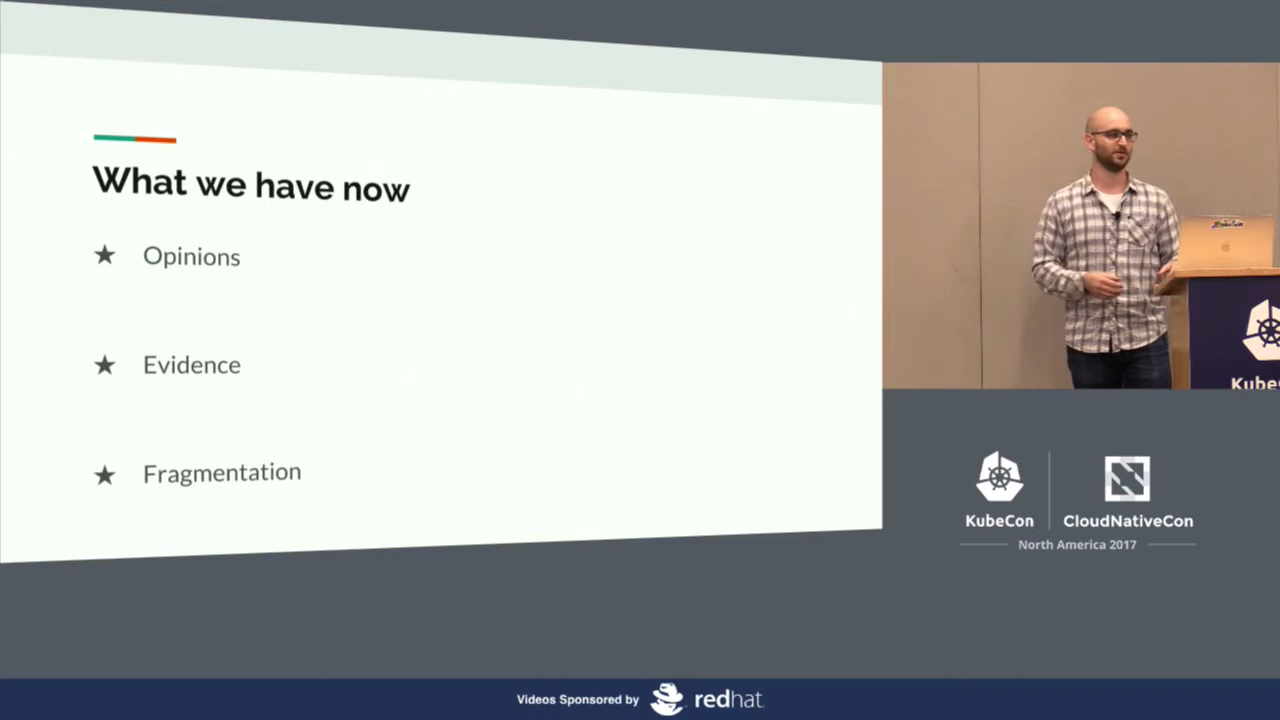 What we have now
★ Opinions
★ Evidence
★ Fragmentation
KubeCon
CloudNativeCon
North America 2017
Videos Sponsored by redhat.